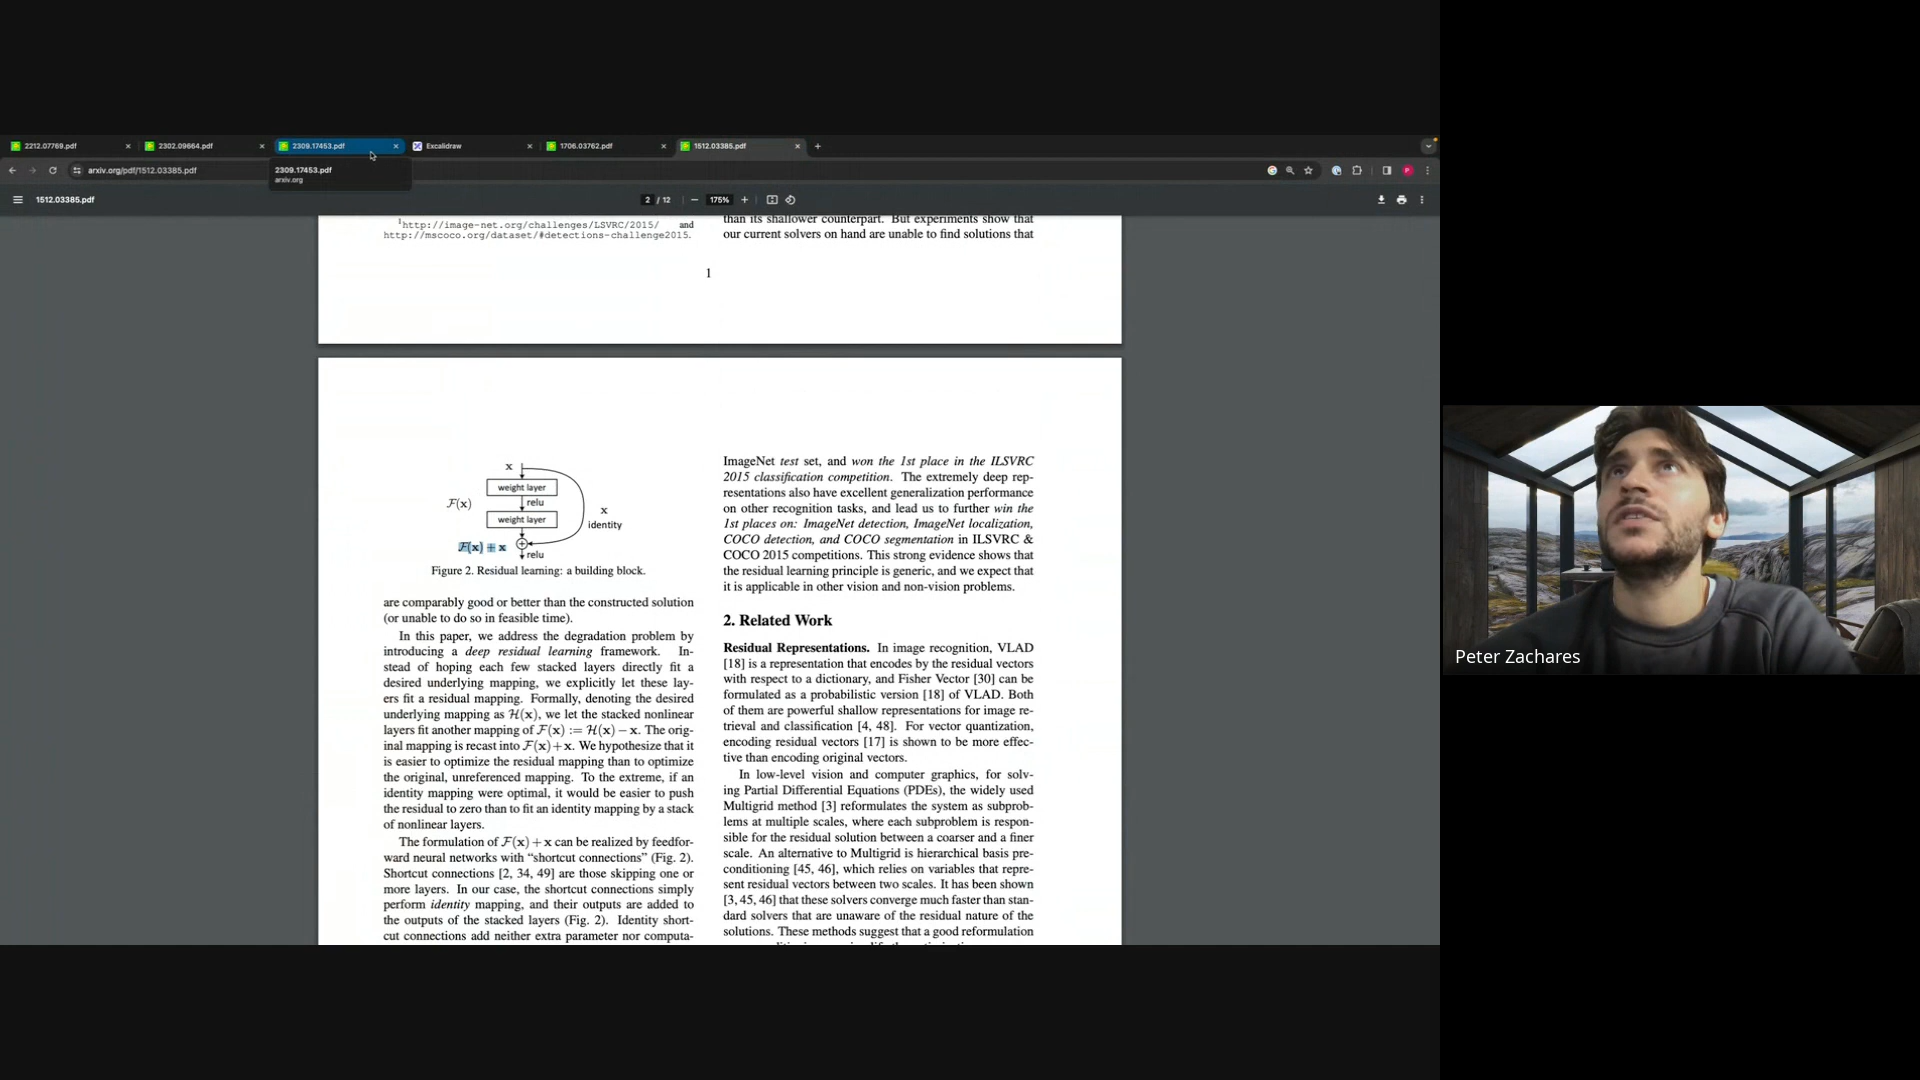 2212.07769.pdf
2302.09664.pdf
2309.17453.pdf
Excalidraw
1706.03762.pdf
1512.03385.pdf
arxiv.org/pdf/1512.03385.pdf
2309.17453.pdf
arxiv.org
1512.03385.pdf
2 / 12
175%
1http://image-net.org/challenges/LSVRC/2015/ and
http://mscoco.org/dataset/#detections-challenge2015.
than its shallower counterpart. But experiments show that
our current solvers on hand are unable to find solutions that
1
x
weight layer
F(x)
relu
weight layer
x
identity
F(x) + x
relu
Figure 2. Residual learning: a building block.
are comparably good or better than the constructed solution
(or unable to do so in feasible time).
In this paper, we address the degradation problem by
introducing a deep residual learning framework. In-
stead of hoping each few stacked layers directly fit a
desired underlying mapping, we explicitly let these lay-
ers fit a residual mapping. Formally, denoting the desired
underlying mapping as H(x), we let the stacked nonlinear
layers fit another mapping of F(x) := H(x) − x. The orig-
inal mapping is recast into F(x)+x. We hypothesize that it
is easier to optimize the residual mapping than to optimize
the original, unreferenced mapping. To the extreme, if an
identity mapping were optimal, it would be easier to push
the residual to zero than to fit an identity mapping by a stack
of nonlinear layers.
The formulation of F(x)+x can be realized by feedfor-
ward neural networks with “shortcut connections” (Fig. 2).
Shortcut connections [2, 34, 49] are those skipping one or
more layers. In our case, the shortcut connections simply
perform identity mapping, and their outputs are added to
the outputs of the stacked layers (Fig. 2). Identity short-
cut connections add neither extra parameter nor computa-
ImageNet test set, and won the 1st place in the ILSVRC
2015 classification competition. The extremely deep rep-
resentations also have excellent generalization performance
on other recognition tasks, and lead us to further win the
1st places on: ImageNet detection, ImageNet localization,
COCO detection, and COCO segmentation in ILSVRC &
COCO 2015 competitions. This strong evidence shows that
the residual learning principle is generic, and we expect that
it is applicable in other vision and non-vision problems.
2. Related Work
Residual Representations. In image recognition, VLAD
[18] is a representation that encodes by the residual vectors
with respect to a dictionary, and Fisher Vector [30] can be
formulated as a probabilistic version [18] of VLAD. Both
of them are powerful shallow representations for image re-
trieval and classification [4, 48]. For vector quantization,
encoding residual vectors [17] is shown to be more effec-
tive than encoding original vectors.
In low-level vision and computer graphics, for solv-
ing Partial Differential Equations (PDEs), the widely used
Multigrid method [3] reformulates the system as subprob-
lems at multiple scales, where each subproblem is respon-
sible for the residual solution between a coarser and a finer
scale. An alternative to Multigrid is hierarchical basis pre-
conditioning [45, 46], which relies on variables that repre-
sent residual vectors between two scales. It has been shown
[3, 45, 46] that these solvers converge much faster than stan-
dard solvers that are unaware of the residual nature of the
solutions. These methods suggest that a good reformulation
Peter Zachares